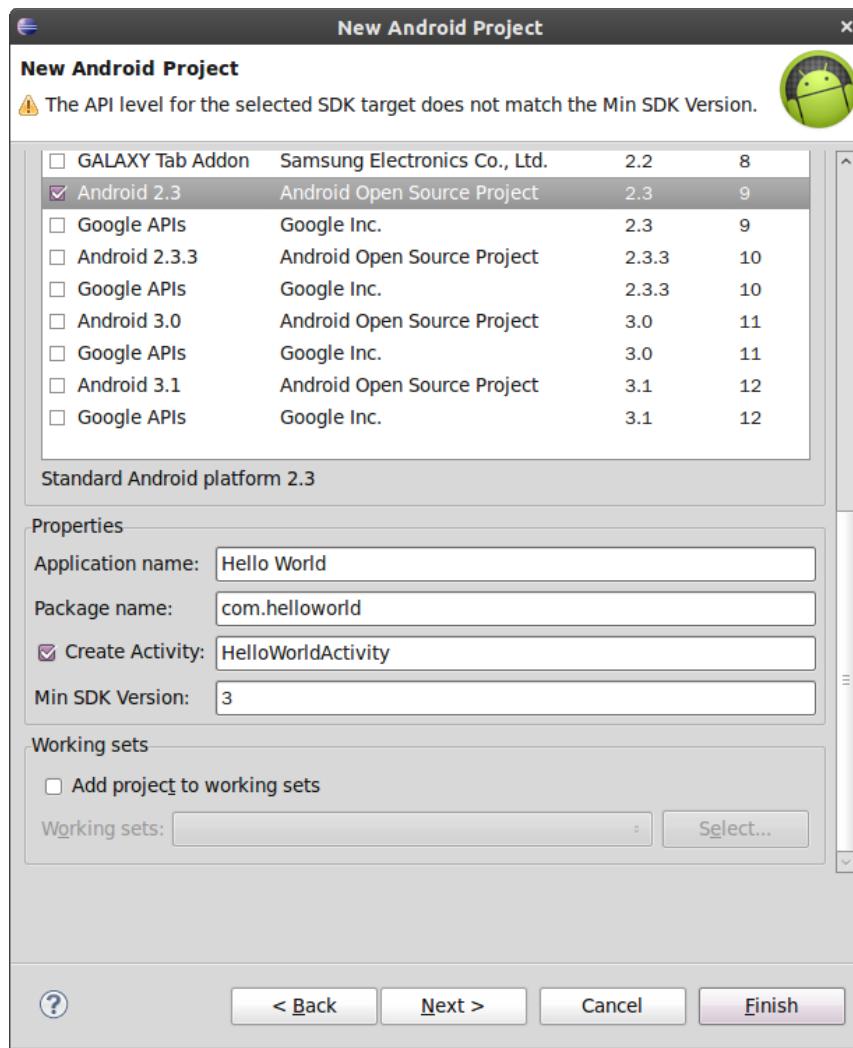 New Android Project
New Android Project
The API level for the selected SDK target does not match the Min SDK Version.
GALAXY Tab Addon Samsung Electronics Co., Ltd. 2.2 8
Android 2.3 Android Open Source Project 2.3 9
Google APIs Google Inc. 2.3 9
Android 2.3.3 Android Open Source Project 2.3.3 10
Google APIs Google Inc. 2.3.3 10
Android 3.0 Android Open Source Project 3.0 11
Google APIs Google Inc. 3.0 11
Android 3.1 Android Open Source Project 3.1 12
Google APIs Google Inc. 3.1 12
Standard Android platform 2.3
Properties
Application name: Hello World
Package name: com.helloworld
Create Activity: HelloWorldActivity
Min SDK Version: 3
Working sets
Add project to working sets
Working sets: Select...
? < Back Next > Cancel Finish